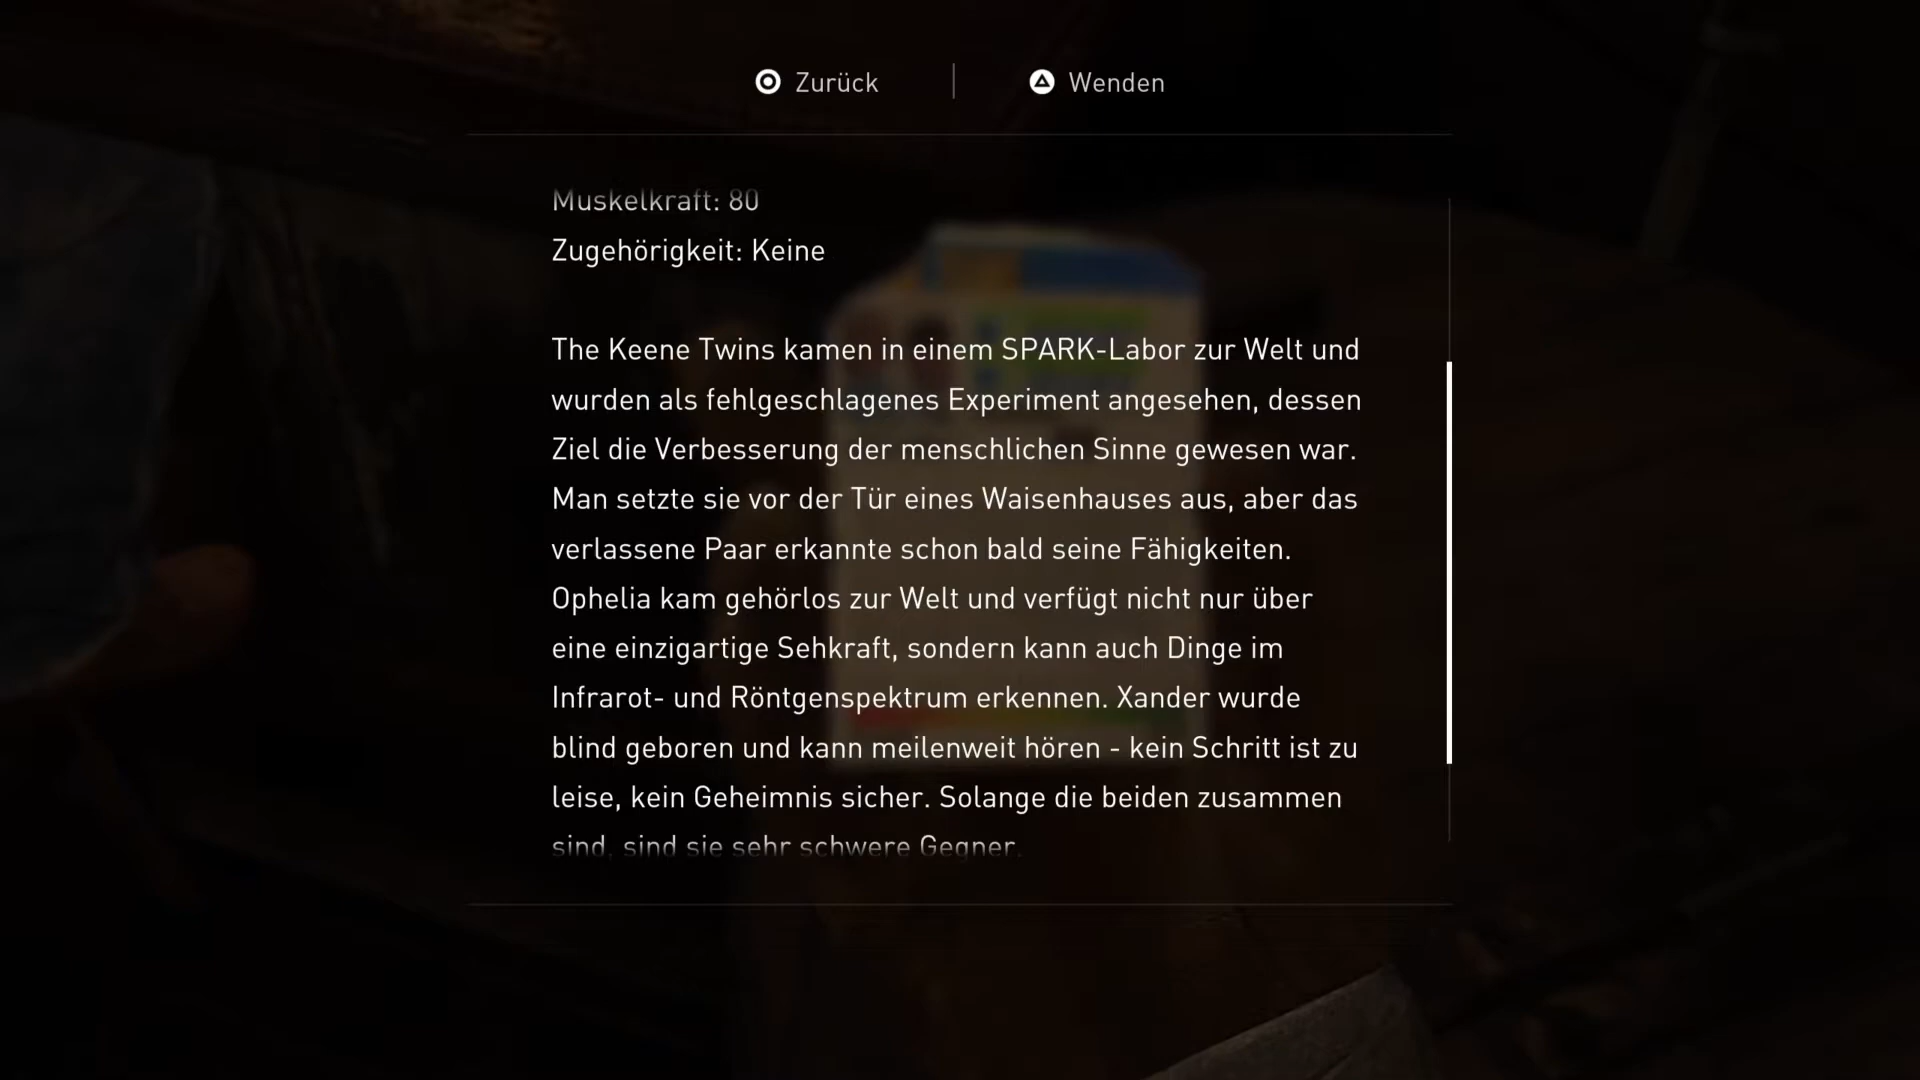 Zurück
Wenden
Muskelkraft: 80
Zugehörigkeit: Keine
The Keene Twins kamen in einem SPARK-Labor zur Welt und
wurden als fehlgeschlagenes Experiment angesehen, dessen
Ziel die Verbesserung der menschlichen Sinne gewesen war.
Man setzte sie vor der Tür eines Waisenhauses aus, aber das
verlassene Paar erkannte schon bald seine Fähigkeiten.
Ophelia kam gehörlos zur Welt und verfügt nicht nur über
eine einzigartige Sehkraft, sondern kann auch Dinge im
Infrarot- und Röntgenspektrum erkennen. Xander wurde
blind geboren und kann meilenweit hören - kein Schritt ist zu
leise, kein Geheimnis sicher. Solange die beiden zusammen
sind, sind sie sehr schwere Gegner.